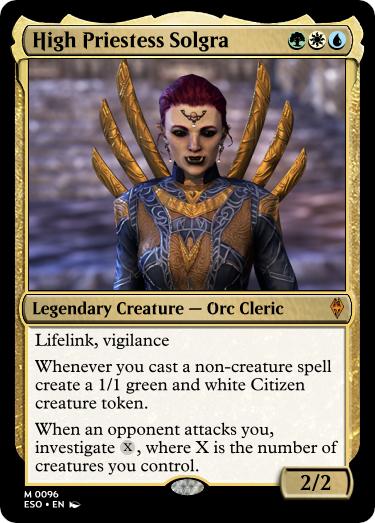 High Priestess Solgra
Legendary Creature — Orc Cleric
Lifelink, vigilance
Whenever you cast a non-creature spell
create a 1/1 green and white Citizen
creature token.
When an opponent attacks you,
investigate X, where X is the number of
creatures you control.
2/2
M 0096
ESO • EN